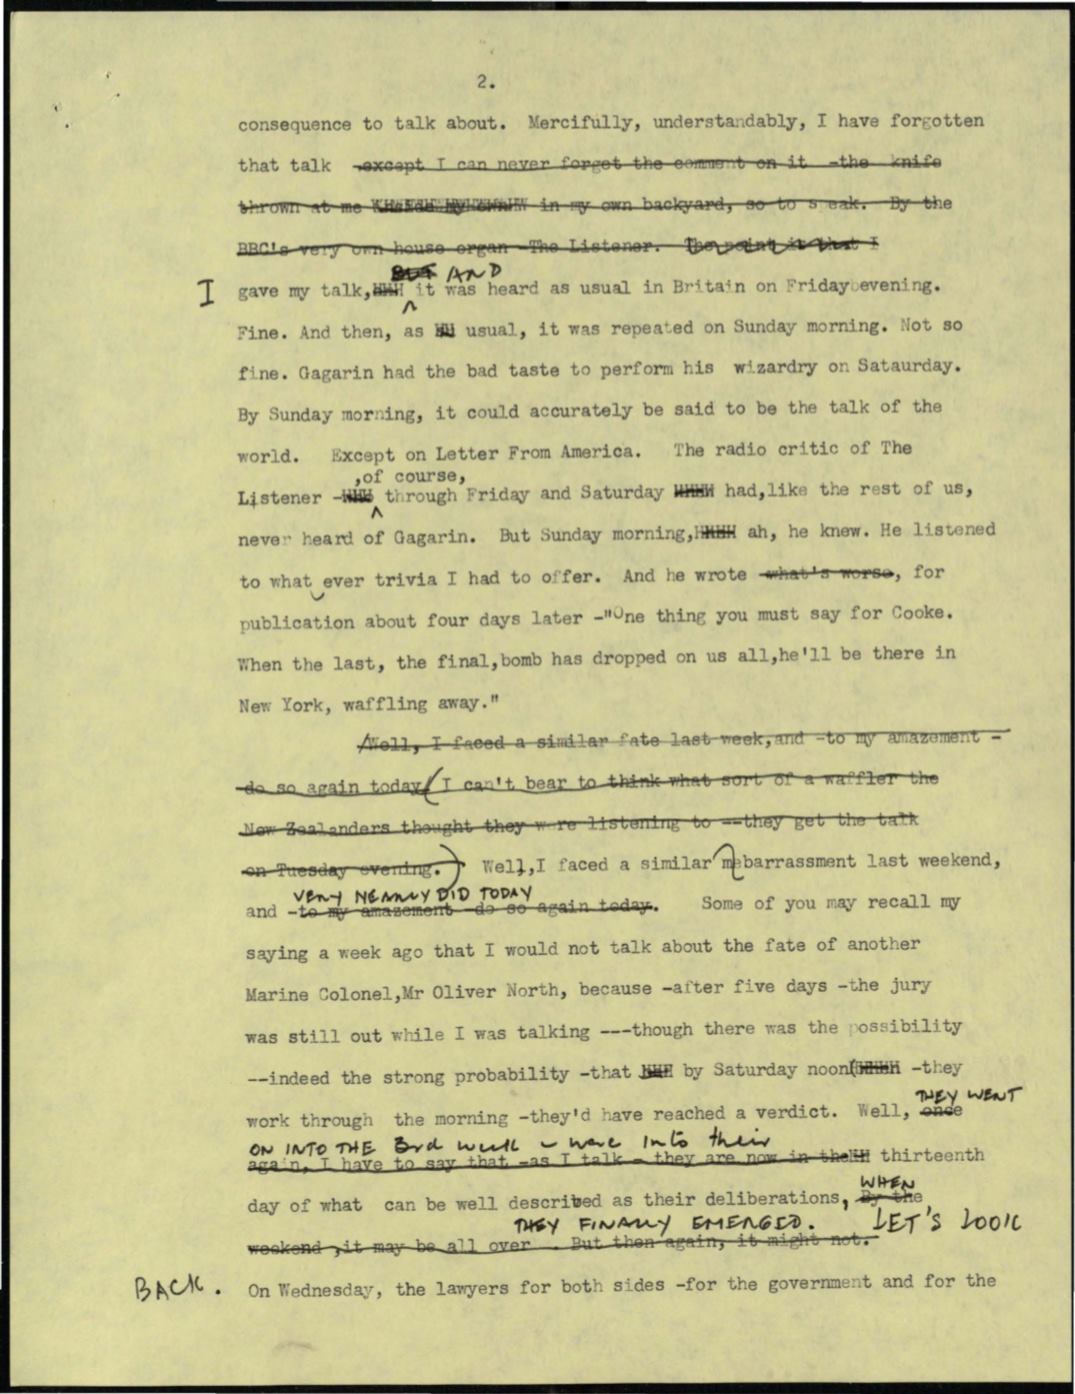 2.
consequence to talk about. Mercifully, understandably, I have forgotten
that talk -except I can never forget the comment on it -the knife
thrown at me in my own backyard, so to s eak. By the
BBC's very own house organ -The Listener. The point is that I
BUT AND
I gave my talk, it was heard as usual in Britain on Friday evening.
Fine. And then, as usual, it was repeated on Sunday morning. Not so
fine. Gagarin had the bad taste to perform his wizardry on Sataurday.
By Sunday morning, it could accurately be said to be the talk of the
world. Except on Letter From America. The radio critic of The
,of course,
Listener - through Friday and Saturday had,like the rest of us,
never heard of Gagarin. But Sunday morning, ah, he knew. He listened
to what ever trivia I had to offer. And he wrote -what's worse, for
publication about four days later -"One thing you must say for Cooke.
When the last, the final,bomb has dropped on us all,he'll be there in
New York, waffling away."
Well, I faced a similar fate last week,and -to my amazement -
do so again today. I can't bear to think what sort of a waffler the
New Zealanders thought they were listening to --they get the talk
on Tuesday evening.) Well,I faced a similar mebarrassment last weekend,
VERY NEARLY DID TODAY
and -to my amazement -do so again today. Some of you may recall my
saying a week ago that I would not talk about the fate of another
Marine Colonel,Mr Oliver North, because -after five days -the jury
was still out while I was talking ---though there was the possibility
--indeed the strong probability -that by Saturday noon( -they
THEY WENT
work through the morning -they'd have reached a verdict. Well, once
ON INTO THE 3rd week - were into their
again, I have to say that -as I talk - they are now in the thirteenth
WHEN
day of what can be well described as their deliberations, By the
THEY FINALLY EMERGED. LET'S LOOK
weekend ,it may be all over . But then again, it might not.
BACK. On Wednesday, the lawyers for both sides -for the government and for the